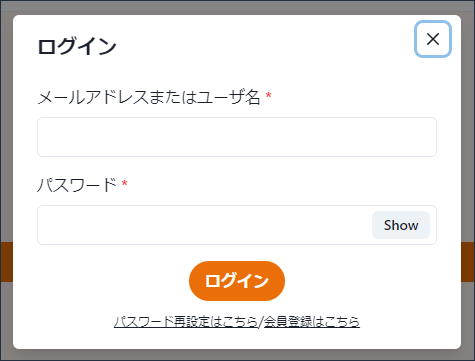 ログイン
メールアドレスまたはユーザ名 *
パスワード *
Show
ログイン
パスワード再設定はこちら/会員登録はこちら